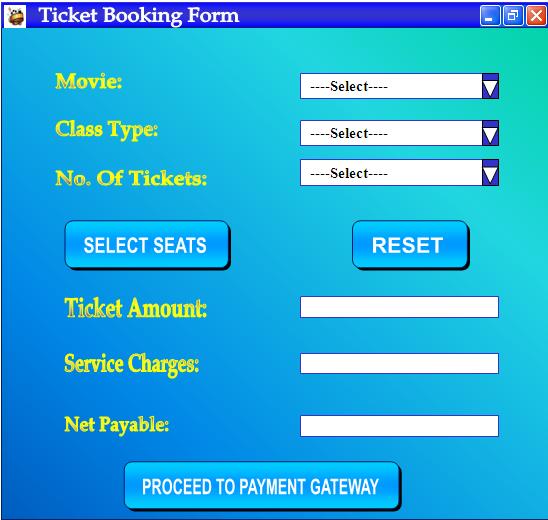 Ticket Booking Form
Movie: ----Select----
Class Type: ----Select----
No. Of Tickets: ----Select----
SELECT SEATS RESET
Ticket Amount:
Service Charges:
Net Payable:
PROCEED TO PAYMENT GATEWAY